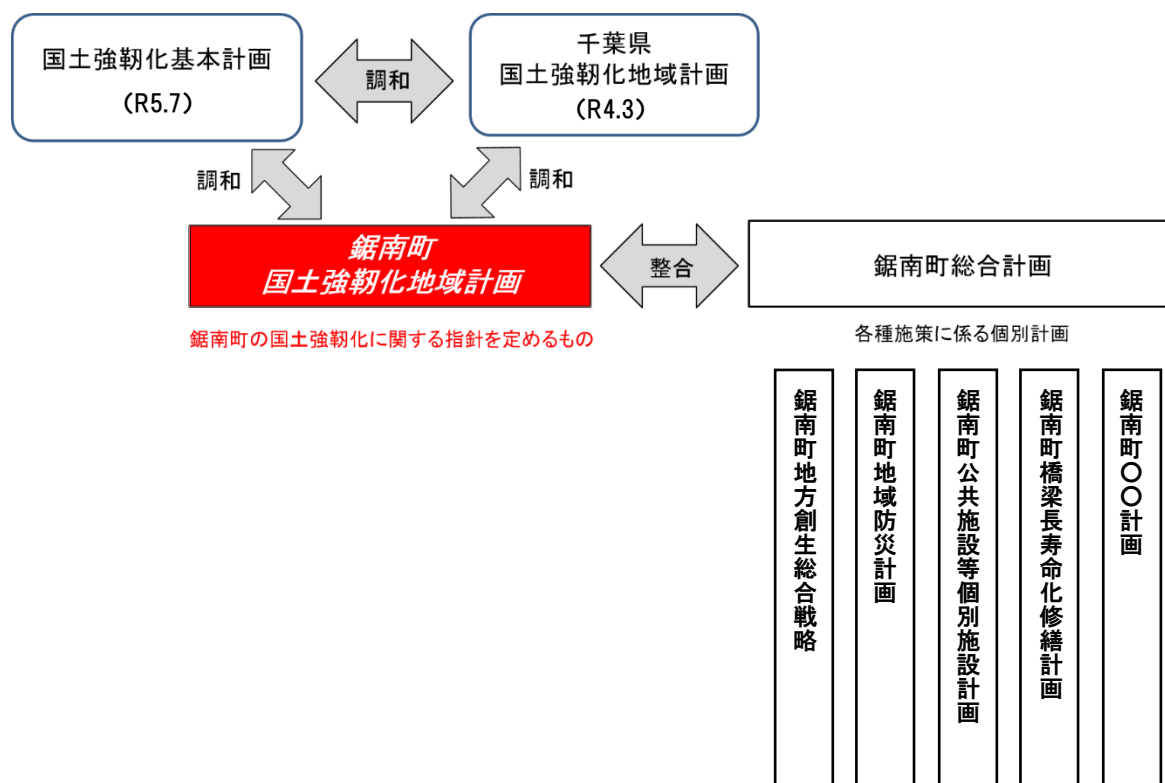 国土強靭化基本計画
（R5.7）
調和
千葉県
国土強靭化地域計画
（R4.3）
調和
調和
鋸南町
国土強靭化地域計画
整合
鋸南町総合計画
鋸南町の国土強靭化に関する指針を定めるもの
各種施策に係る個別計画
鋸南町地方創生総合戦略
鋸南町地域防災計画
鋸南町公共施設等個別施設計画
鋸南町橋梁長寿命化修繕計画
鋸南町〇〇計画